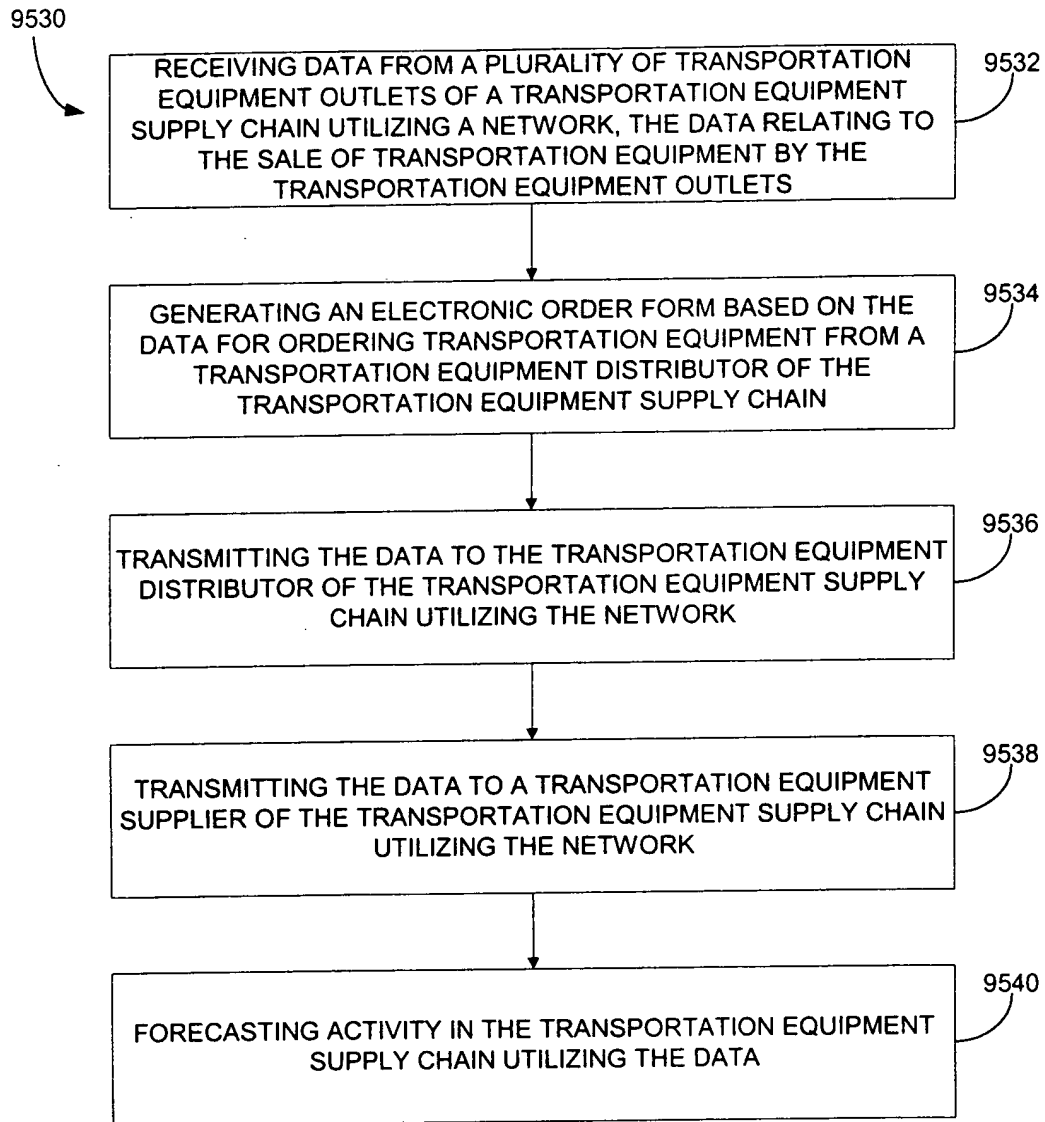 9530
RECEIVING DATA FROM A PLURALITY OF TRANSPORTATION
EQUIPMENT OUTLETS OF A TRANSPORTATION EQUIPMENT
SUPPLY CHAIN UTILIZING A NETWORK, THE DATA RELATING TO
THE SALE OF TRANSPORTATION EQUIPMENT BY THE
TRANSPORTATION EQUIPMENT OUTLETS
9532
GENERATING AN ELECTRONIC ORDER FORM BASED ON THE
DATA FOR ORDERING TRANSPORTATION EQUIPMENT FROM A
TRANSPORTATION EQUIPMENT DISTRIBUTOR OF THE
TRANSPORTATION EQUIPMENT SUPPLY CHAIN
9534
TRANSMITTING THE DATA TO THE TRANSPORTATION EQUIPMENT
DISTRIBUTOR OF THE TRANSPORTATION EQUIPMENT SUPPLY
CHAIN UTILIZING THE NETWORK
9536
TRANSMITTING THE DATA TO A TRANSPORTATION EQUIPMENT
SUPPLIER OF THE TRANSPORTATION EQUIPMENT SUPPLY CHAIN
UTILIZING THE NETWORK
9538
FORECASTING ACTIVITY IN THE TRANSPORTATION EQUIPMENT
SUPPLY CHAIN UTILIZING THE DATA
9540